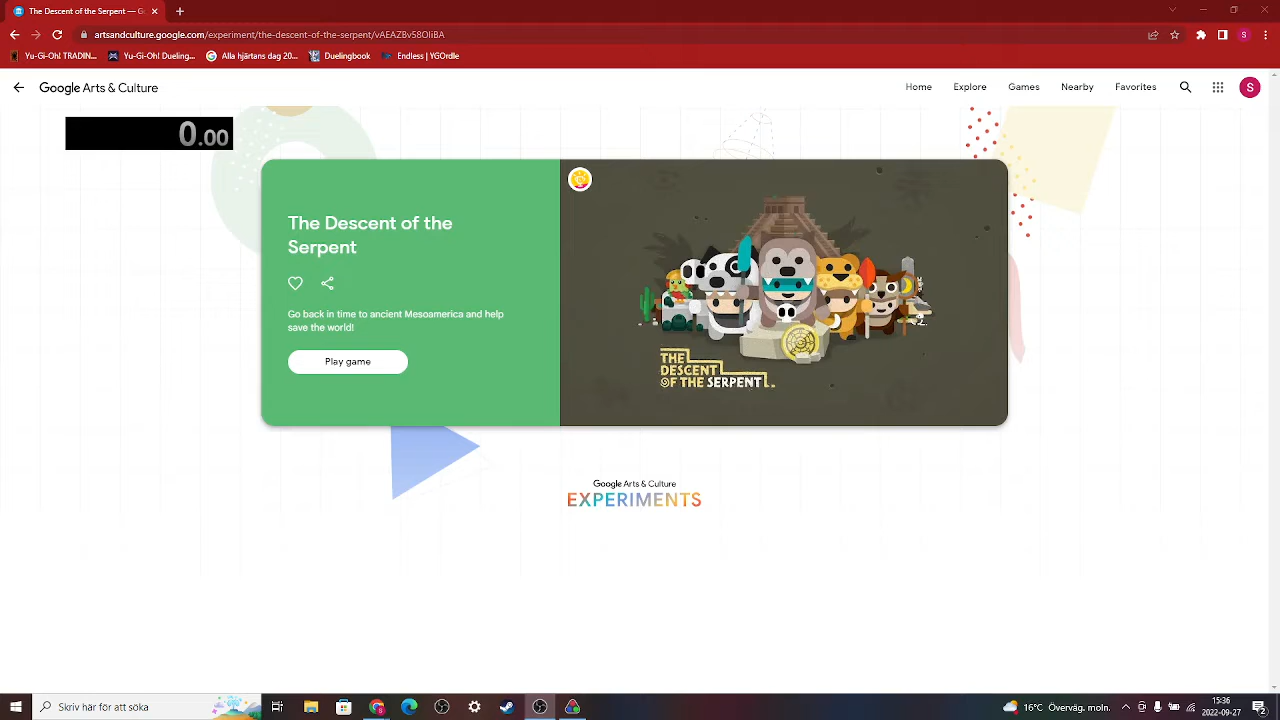 The Descent of the Serpent — G
artsandculture.google.com/experiment/the-descent-of-the-serpent/vAEAZBv58OIiBA
S
Yu-Gi-Oh! TRADIN...
Yu-Gi-Oh! Dueling...
Alla hjärtans dag 20...
Duelingbook
Endless | YGOrdle
Google Arts & Culture
Home
Explore
Games
Nearby
Favorites
S
0.00
The Descent of the
Serpent
Go back in time to ancient Mesoamerica and help
save the world!
Play game
THE
DESCENT
OF THE SERPENT
Google Arts & Culture
EXPERIMENTS
Skriv här för att söka
16°C Överväg. moln
15:36
2022-09-27